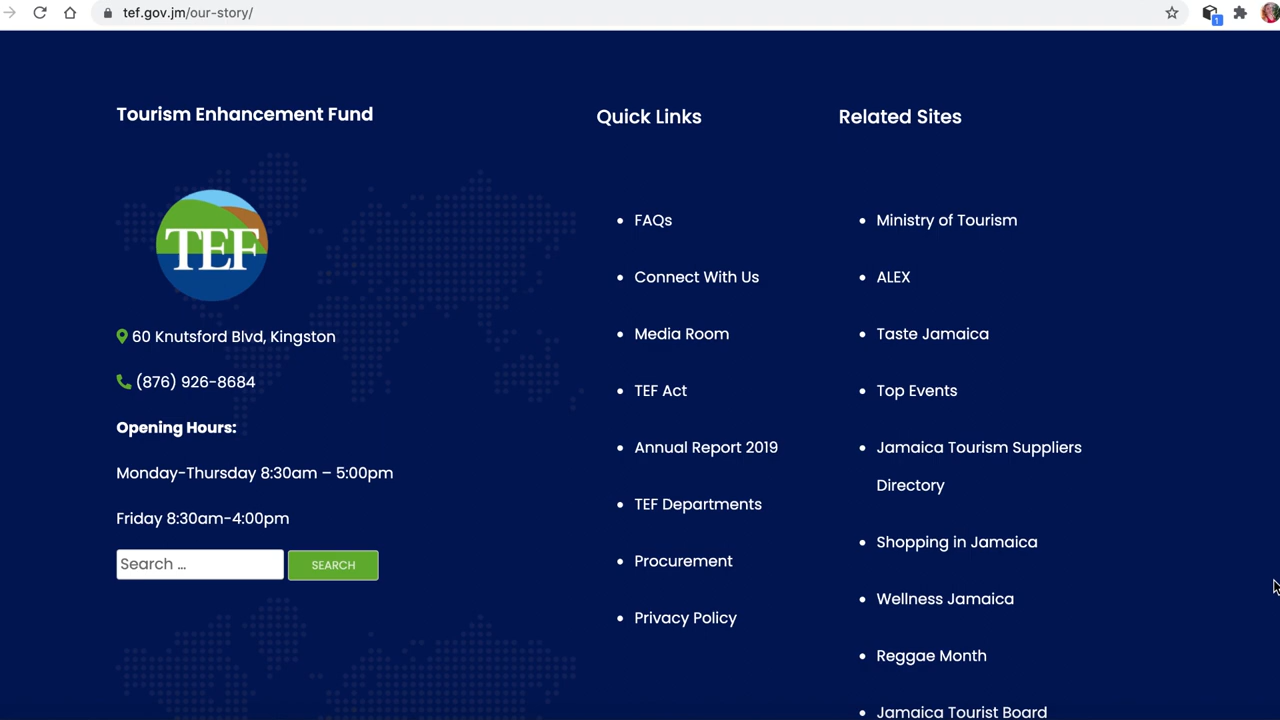 tef.gov.jm/our-story/
1
Tourism Enhancement Fund
TEF
60 Knutsford Blvd, Kingston
(876) 926-8684
Opening Hours:
Monday-Thursday 8:30am – 5:00pm
Friday 8:30am-4:00pm
Search …
SEARCH
Quick Links
FAQs
Connect With Us
Media Room
TEF Act
Annual Report 2019
TEF Departments
Procurement
Privacy Policy
Related Sites
Ministry of Tourism
ALEX
Taste Jamaica
Top Events
Jamaica Tourism Suppliers
Directory
Shopping in Jamaica
Wellness Jamaica
Reggae Month
Jamaica Tourist Board